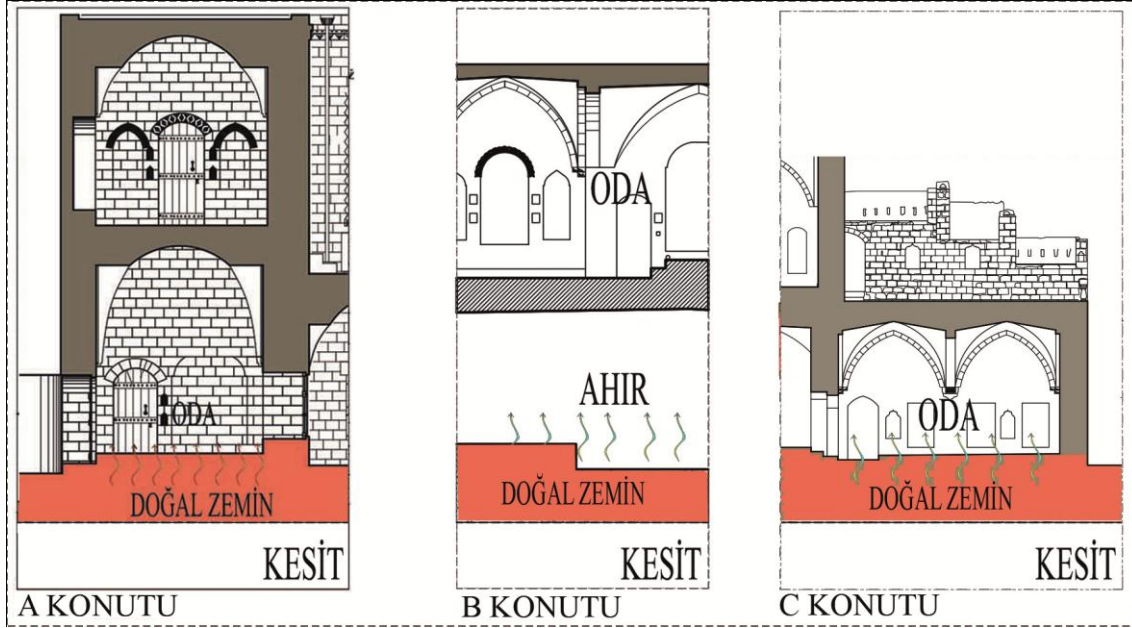 ODA
DOĞAL ZEMİN
KESİT
A KONUTU
ODA
AHIR
DOĞAL ZEMİN
KESİT
B KONUTU
ODA
DOĞAL ZEMİN
KESİT
C KONUTU